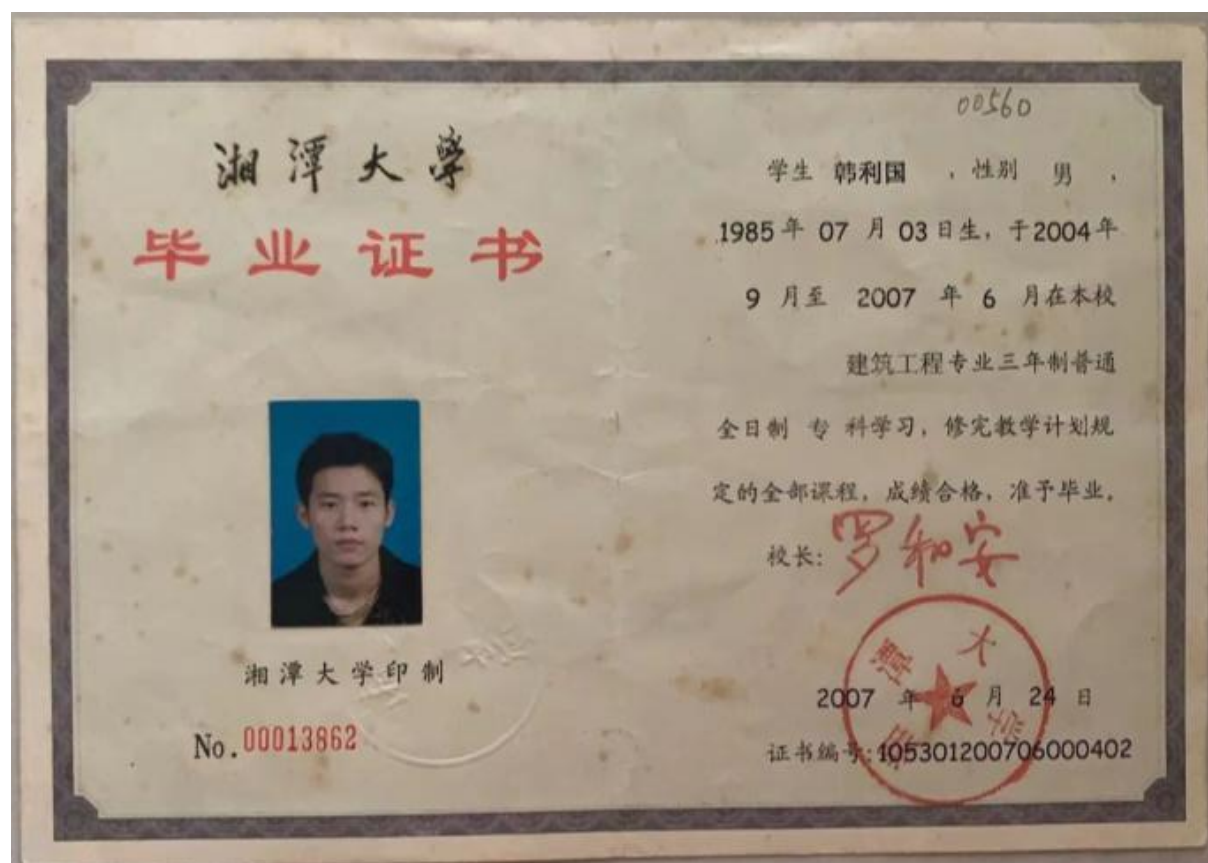 湘潭大學
毕业证书
湘潭大学印制
No.00013862
00560
学生 韩利国 ，性别 男 ，
1985年 07 月 03日生，于2004年
9 月至 2007 年 6 月在本校
建筑工程专业三年制普通
全日制 专 科学习，修完教学计划规
定的全部课程，成绩合格，准予毕业。
校长：罗和安
湘潭大学
2007 年 6 月 24 日
证书编号：105301200706000402